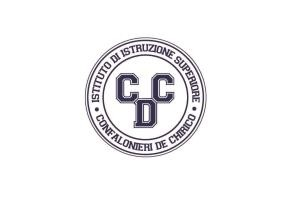 ISTITUTO DI ISTRUZIONE SUPERIORE
CDC
CONFALONIERI DE CHIRICO